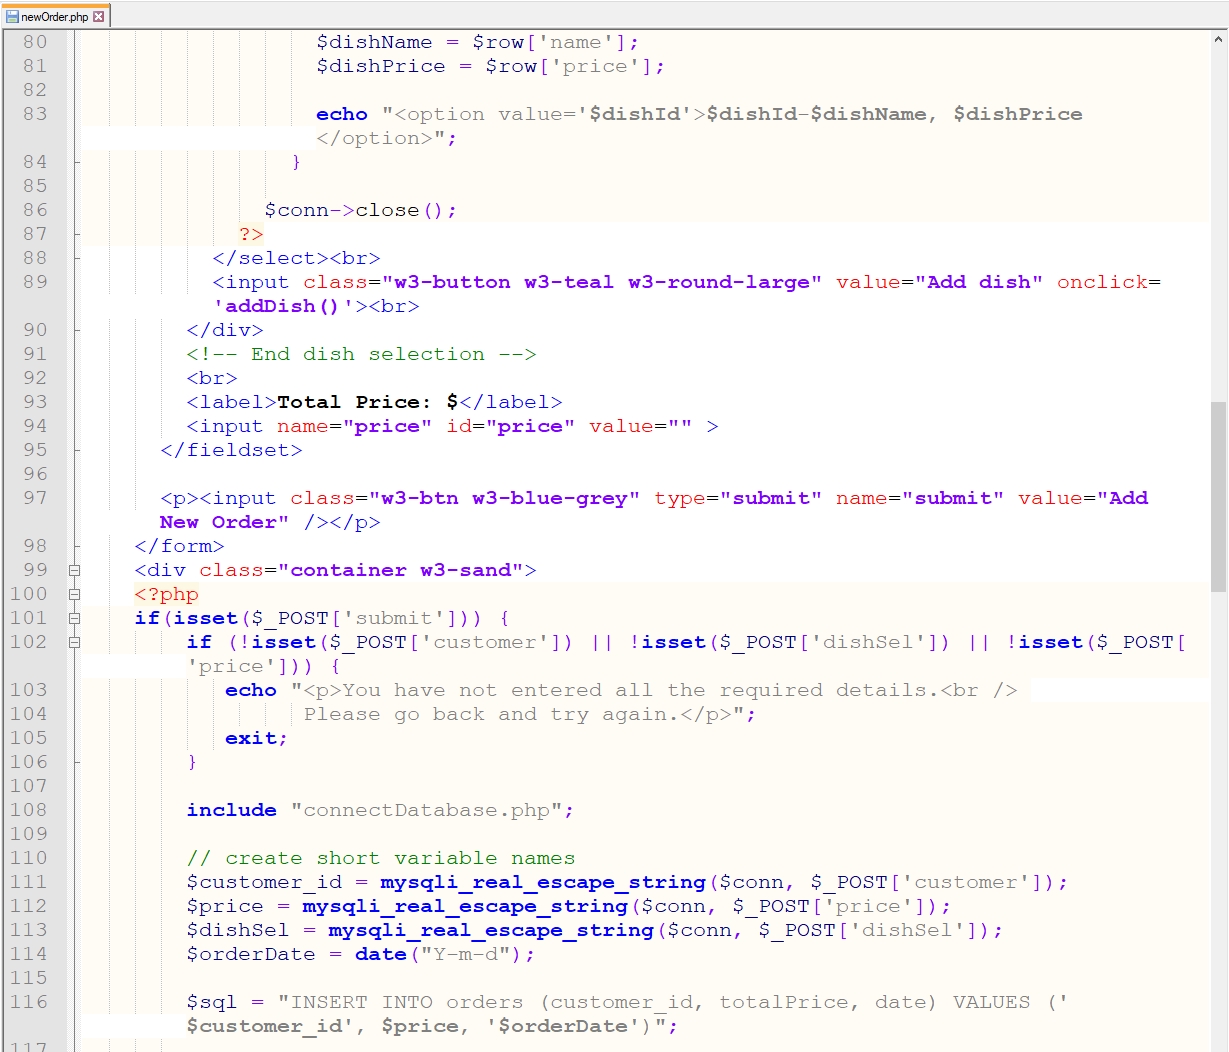 newOrder.php
80 $dishName = $row['name'];
81 $dishPrice = $row['price'];
82
83 echo "<option value='$dishId'>$dishId-$dishName, $dishPrice
</option>";
84 }
85
86 $conn->close();
87 ?>
88 </select><br>
89 <input class="w3-button w3-teal w3-round-large" value="Add dish" onclick=
'addDish()'><br>
90 </div>
91 <!-- End dish selection -->
92 <br>
93 <label>Total Price: $</label>
94 <input name="price" id="price" value="" >
95 </fieldset>
96
97 <p><input class="w3-btn w3-blue-grey" type="submit" name="submit" value="Add
New Order" /></p>
98 </form>
99 <div class="container w3-sand">
100 <?php
101 if(isset($_POST['submit'])) {
102 if (!isset($_POST['customer']) || !isset($_POST['dishSel']) || !isset($_POST[
'price'])) {
103 echo "<p>You have not entered all the required details.<br />
104 Please go back and try again.</p>";
105 exit;
106 }
107
108 include "connectDatabase.php";
109
110 // create short variable names
111 $customer_id = mysqli_real_escape_string($conn, $_POST['customer']);
112 $price = mysqli_real_escape_string($conn, $_POST['price']);
113 $dishSel = mysqli_real_escape_string($conn, $_POST['dishSel']);
114 $orderDate = date("Y-m-d");
115
116 $sql = "INSERT INTO orders (customer_id, totalPrice, date) VALUES ('
$customer_id', $price, '$orderDate')";
117